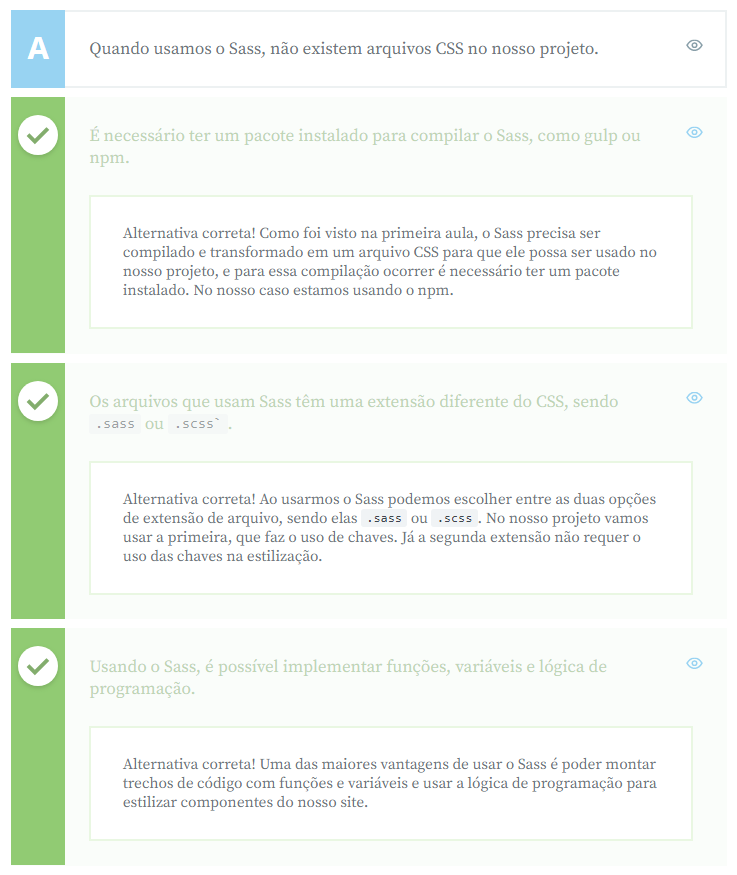 A
Quando usamos o Sass, não existem arquivos CSS no nosso projeto.
É necessário ter um pacote instalado para compilar o Sass, como gulp ou
npm.
Alternativa correta! Como foi visto na primeira aula, o Sass precisa ser
compilado e transformado em um arquivo CSS para que ele possa ser usado no
nosso projeto, e para essa compilação ocorrer é necessário ter um pacote
instalado. No nosso caso estamos usando o npm.
Os arquivos que usam Sass têm uma extensão diferente do CSS, sendo
.sass ou .scss`.
Alternativa correta! Ao usarmos o Sass podemos escolher entre as duas opções
de extensão de arquivo, sendo elas .sass ou .scss. No nosso projeto vamos
usar a primeira, que faz o uso de chaves. Já a segunda extensão não requer o
uso das chaves na estilização.
Usando o Sass, é possível implementar funções, variáveis e lógica de
programação.
Alternativa correta! Uma das maiores vantagens de usar o Sass é poder montar
trechos de código com funções e variáveis e usar a lógica de programação para
estilizar componentes do nosso site.